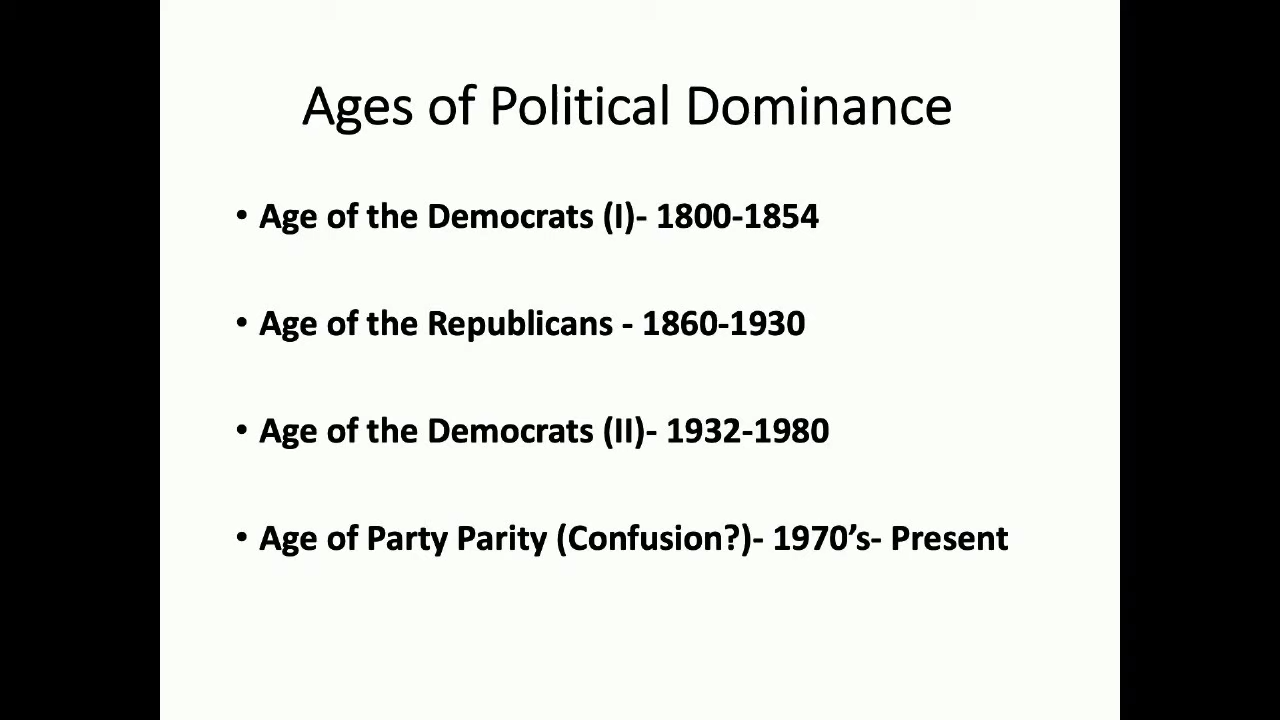 Ages of Political Dominance
• Age of the Democrats (I)- 1800-1854
• Age of the Republicans - 1860-1930
• Age of the Democrats (II)- 1932-1980
• Age of Party Parity (Confusion?)- 1970’s- Present